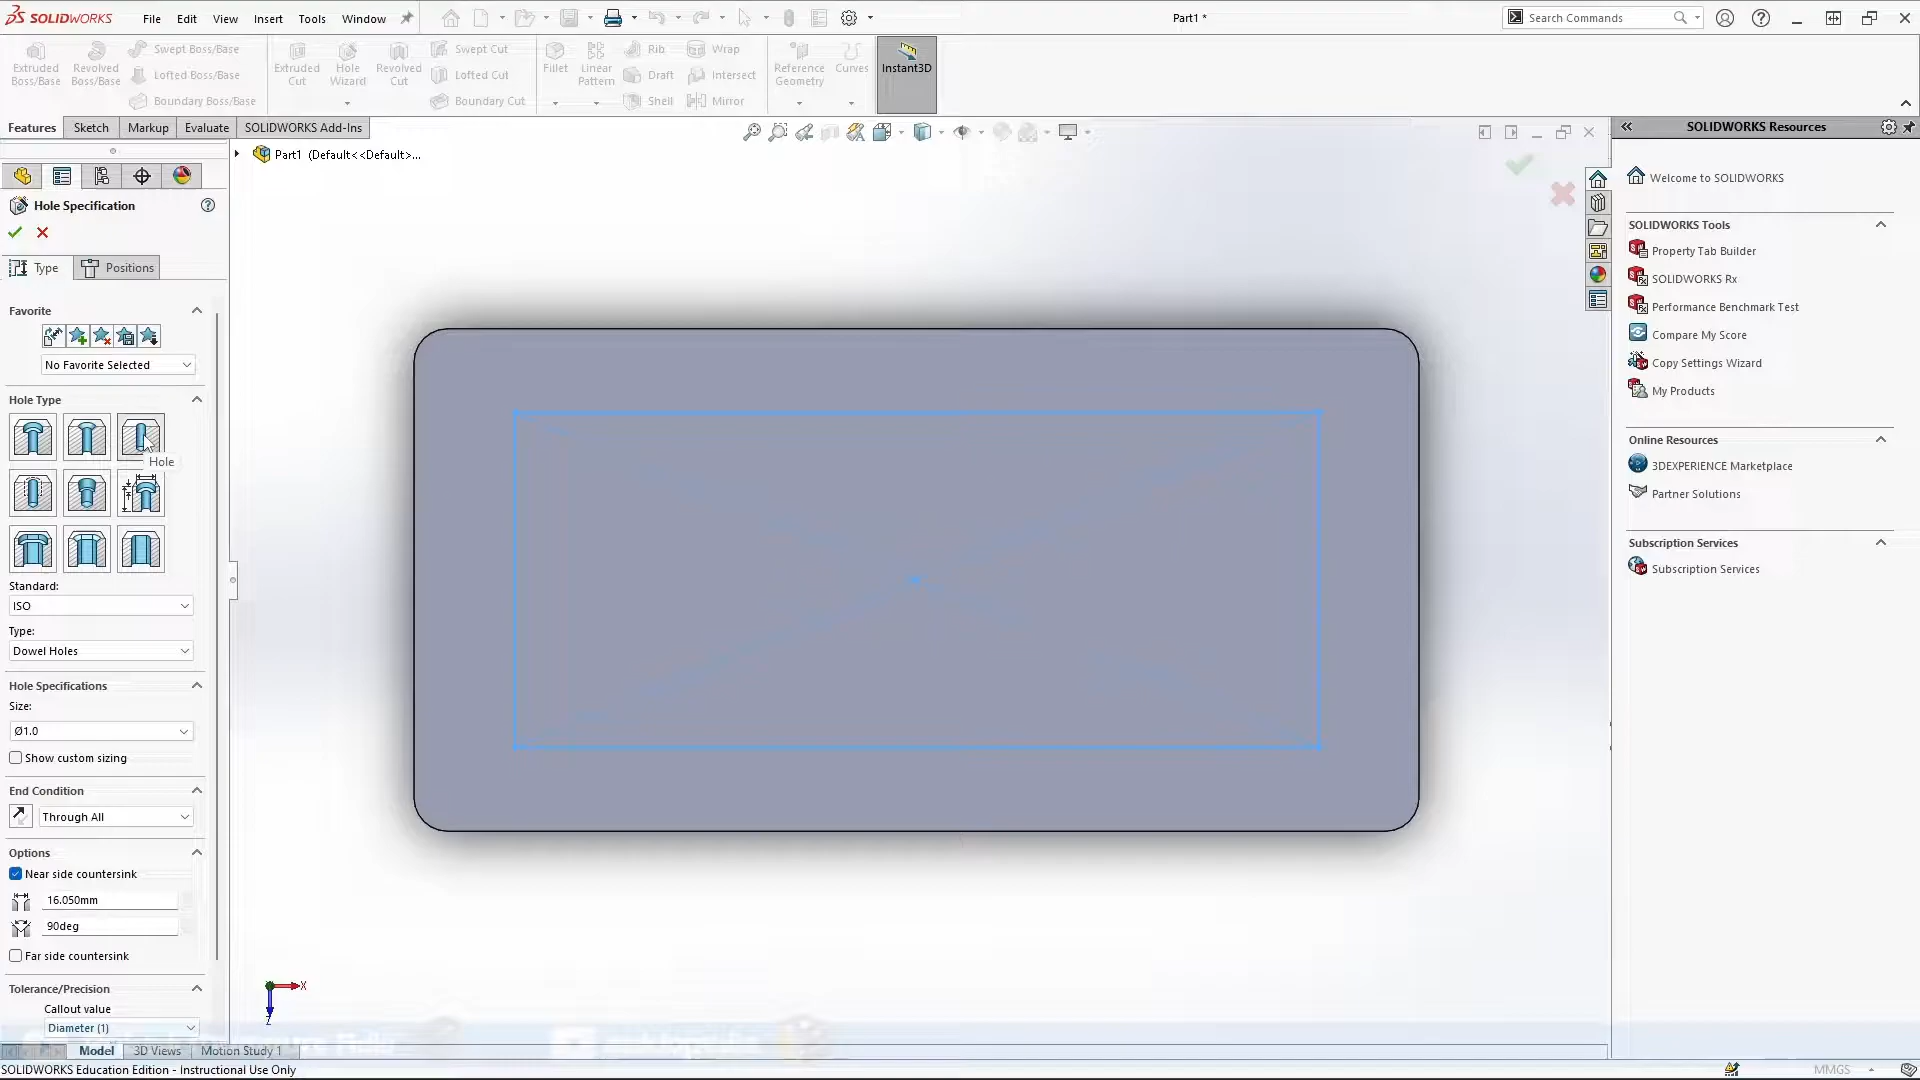 SOLIDWORKS File Edit View Insert Tools Window
Part1 *
Search Commands
Extruded Boss/Base
Revolved Boss/Base
Swept Boss/Base
Lofted Boss/Base
Boundary Boss/Base
Extruded Cut
Hole Wizard
Revolved Cut
Swept Cut
Lofted Cut
Boundary Cut
Fillet
Linear Pattern
Rib
Draft
Shell
Wrap
Intersect
Mirror
Reference Geometry
Curves
Instant3D
Features Sketch Markup Evaluate SOLIDWORKS Add-Ins
Part1 (Default<<Default>...
Hole Specification
Type Positions
Favorite
No Favorite Selected
Hole Type
Hole
Standard:
ISO
Type:
Dowel Holes
Hole Specifications
Size:
Ø1.0
Show custom sizing
End Condition
Through All
Options
Near side countersink
16.050mm
90deg
Far side countersink
Tolerance/Precision
Callout value
Diameter (1)
X
Z
SOLIDWORKS Resources
Welcome to SOLIDWORKS
SOLIDWORKS Tools
Property Tab Builder
SOLIDWORKS Rx
Performance Benchmark Test
Compare My Score
Copy Settings Wizard
My Products
Online Resources
3DEXPERIENCE Marketplace
Partner Solutions
Subscription Services
Subscription Services
Model 3D Views Motion Study 1
SOLIDWORKS Education Edition - Instructional Use Only
MMGS